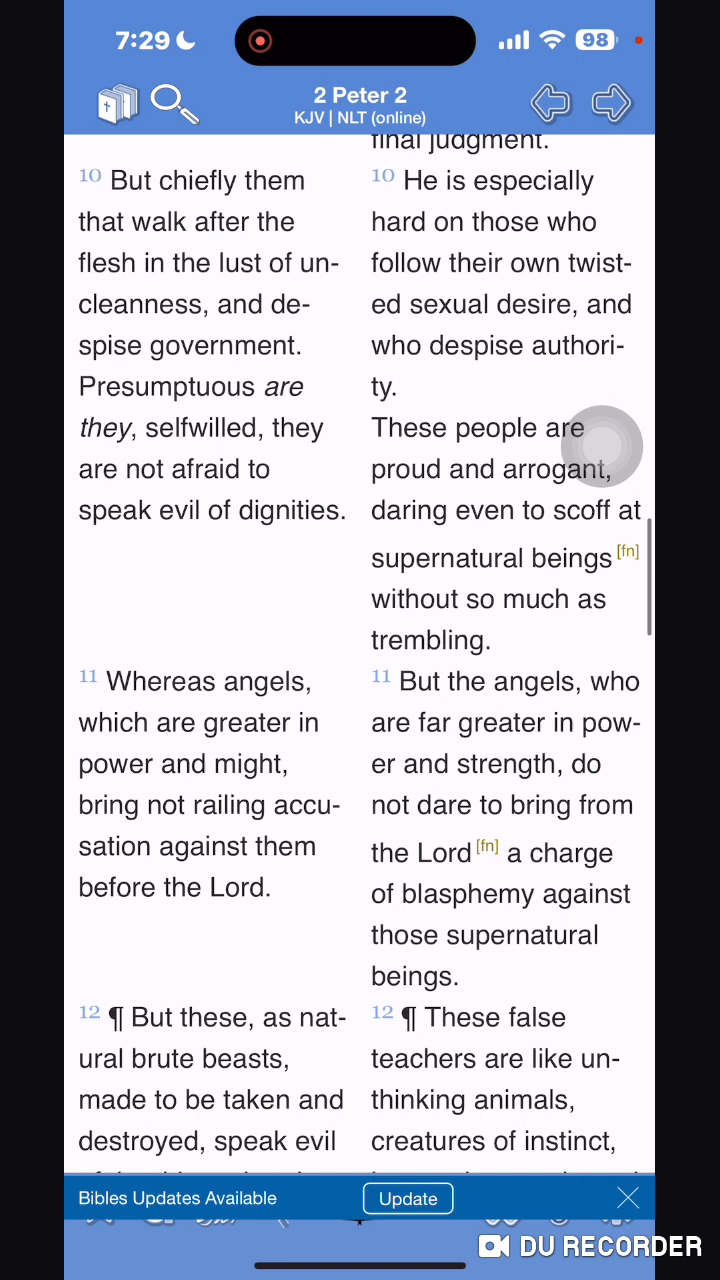 7:29
98
2 Peter 2
KJV | NLT (online)
final judgment.
10 But chiefly them
that walk after the
flesh in the lust of un-
cleanness, and de-
spise government.
Presumptuous are
they, selfwilled, they
are not afraid to
speak evil of dignities.
10 He is especially
hard on those who
follow their own twist-
ed sexual desire, and
who despise authori-
ty.
These people are
proud and arrogant,
daring even to scoff at
supernatural beings [fn]
without so much as
trembling.
11 Whereas angels,
which are greater in
power and might,
bring not railing accu-
sation against them
before the Lord.
11 But the angels, who
are far greater in pow-
er and strength, do
not dare to bring from
the Lord [fn] a charge
of blasphemy against
those supernatural
beings.
12 ¶ But these, as nat-
ural brute beasts,
made to be taken and
destroyed, speak evil
12 ¶ These false
teachers are like un-
thinking animals,
creatures of instinct,
Bibles Updates Available
Update
DU RECORDER